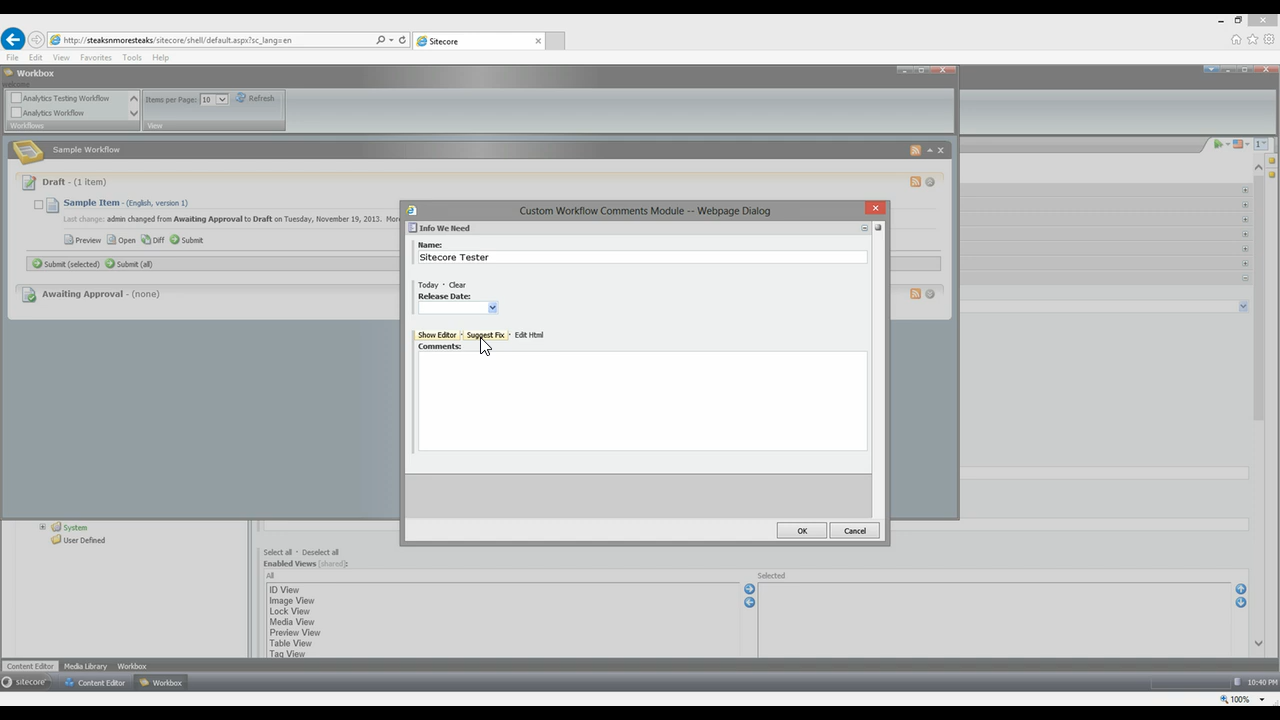 http://steaksnmoresteaks/sitecore/shell/default.aspx?sc_lang=en
Sitecore
File Edit View Favorites Tools Help
Workbox
Analytics Testing Workflow
Analytics Workflow
Workflows
Items per Page: 10 Refresh
View
Sample Workflow
Draft - (1 item)
Sample Item - (English, version 1)
Last change: admin changed from Awaiting Approval to Draft on Tuesday, November 19, 2013.
Preview Open Diff Submit
Submit (selected) Submit (all)
Awaiting Approval - (none)
Custom Workflow Comments Module -- Webpage Dialog
Info We Need
Name:
Sitecore Tester
Today · Clear
Release Date:
Show Editor · Suggest Fix · Edit Html
Comments:
OK Cancel
System
User Defined
Select all · Deselect all
Enabled Views [shared]:
All Selected
ID View
Image View
Lock View
Media View
Preview View
Table View
Tag View
Content Editor Media Library Workbox
sitecore Content Editor Workbox 10:40 PM
100%